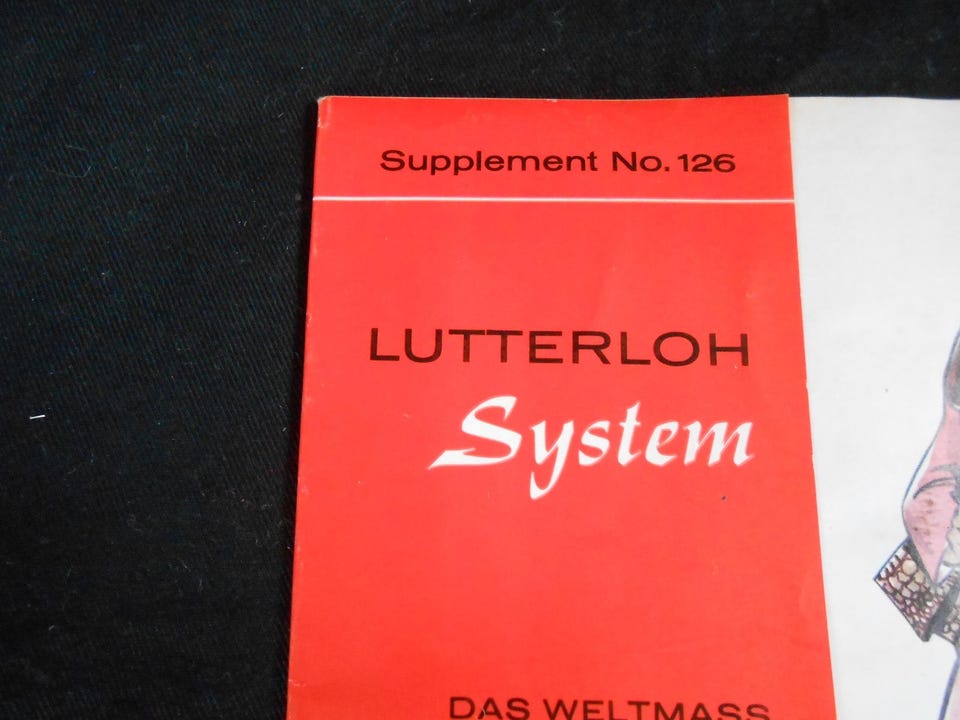 Supplement No. 126
LUTTERLOH
System
DAS WELTMASS